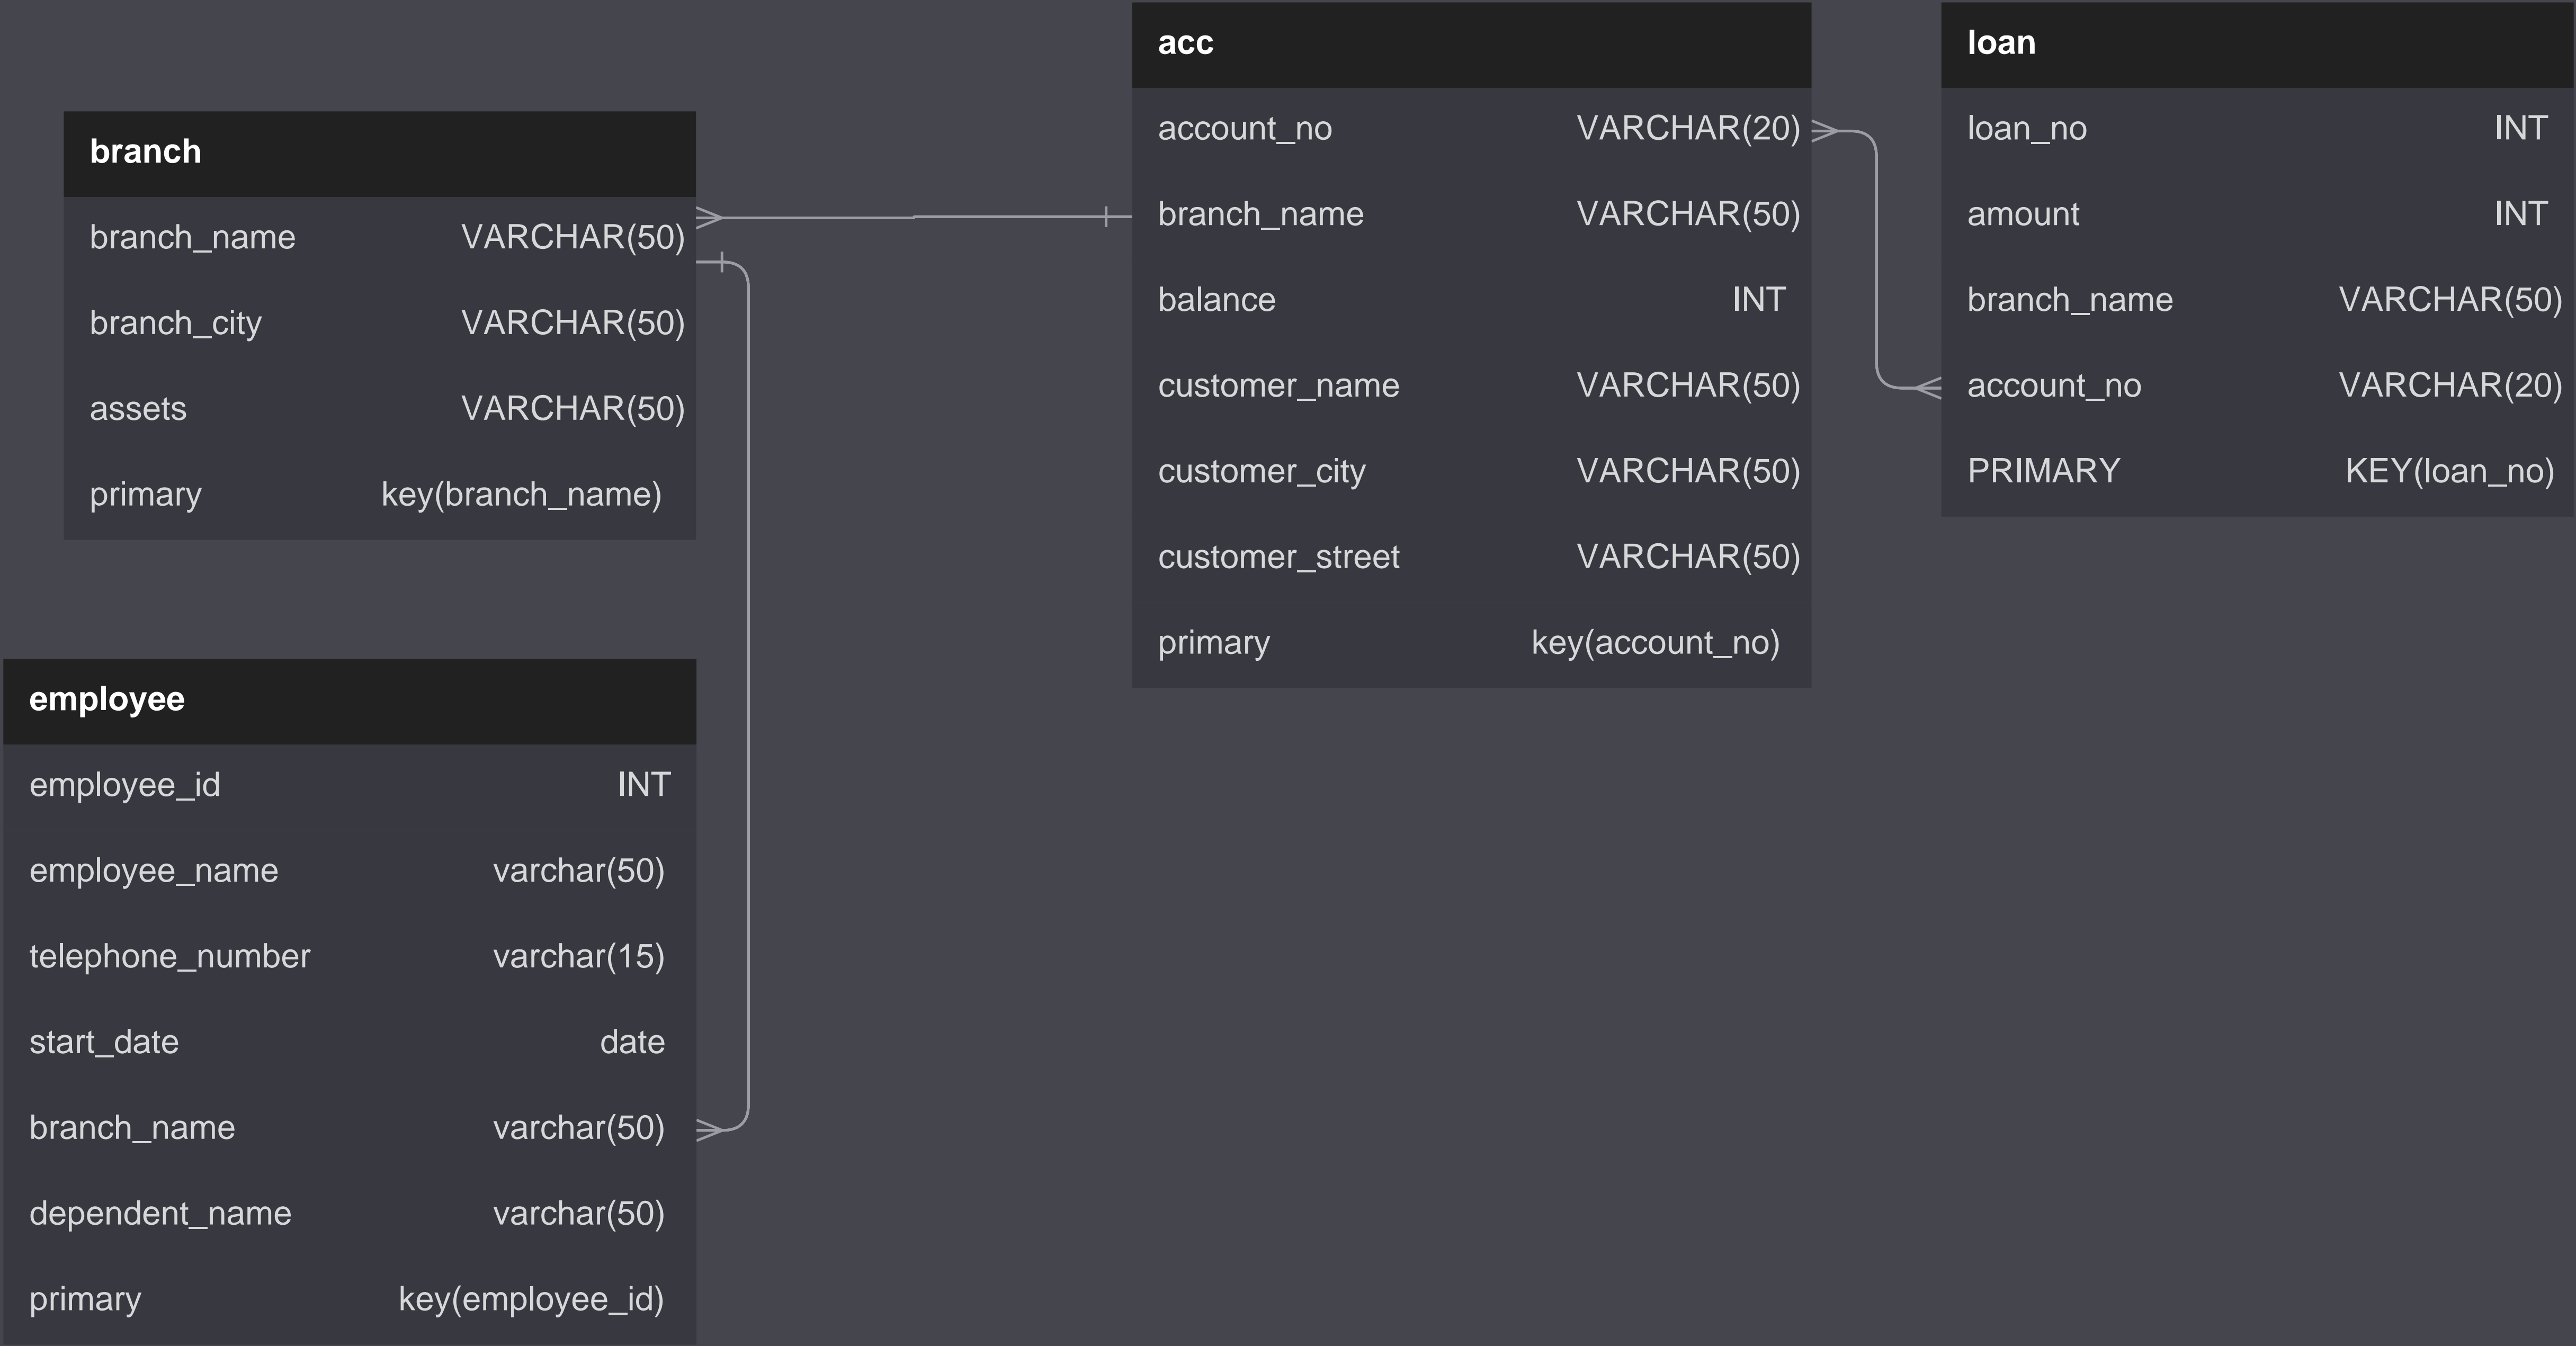 branch
branch_name VARCHAR(50)
branch_city VARCHAR(50)
assets VARCHAR(50)
primary key(branch_name)
employee
employee_id INT
employee_name varchar(50)
telephone_number varchar(15)
start_date date
branch_name varchar(50)
dependent_name varchar(50)
primary key(employee_id)
acc
account_no VARCHAR(20)
branch_name VARCHAR(50)
balance INT
customer_name VARCHAR(50)
customer_city VARCHAR(50)
customer_street VARCHAR(50)
primary key(account_no)
loan
loan_no INT
amount INT
branch_name VARCHAR(50)
account_no VARCHAR(20)
PRIMARY KEY(loan_no)